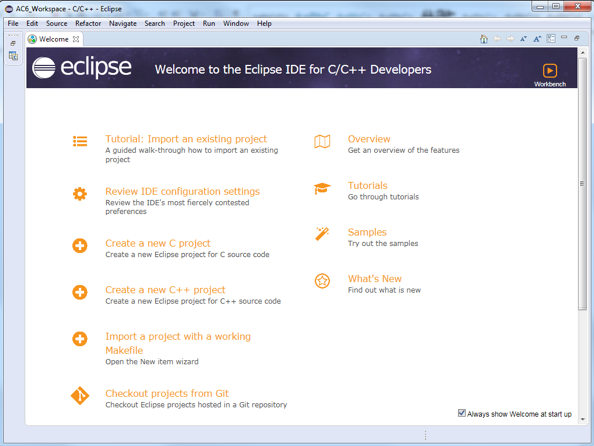 AC6_Workspace - C/C++ - Eclipse
File Edit Source Refactor Navigate Search Project Run Window Help
Welcome
eclipse
Welcome to the Eclipse IDE for C/C++ Developers
Workbench
Tutorial: Import an existing project
A guided walk-through how to import an existing
project
Review IDE configuration settings
Review the IDE's most fiercely contested
preferences
Create a new C project
Create a new Eclipse project for C source code
Create a new C++ project
Create a new Eclipse project for C++ source code
Import a project with a working
Makefile
Open the New item wizard
Checkout projects from Git
Checkout Eclipse projects hosted in a Git repository
Overview
Get an overview of the features
Tutorials
Go through tutorials
Samples
Try out the samples
What's New
Find out what is new
Always show Welcome at start up